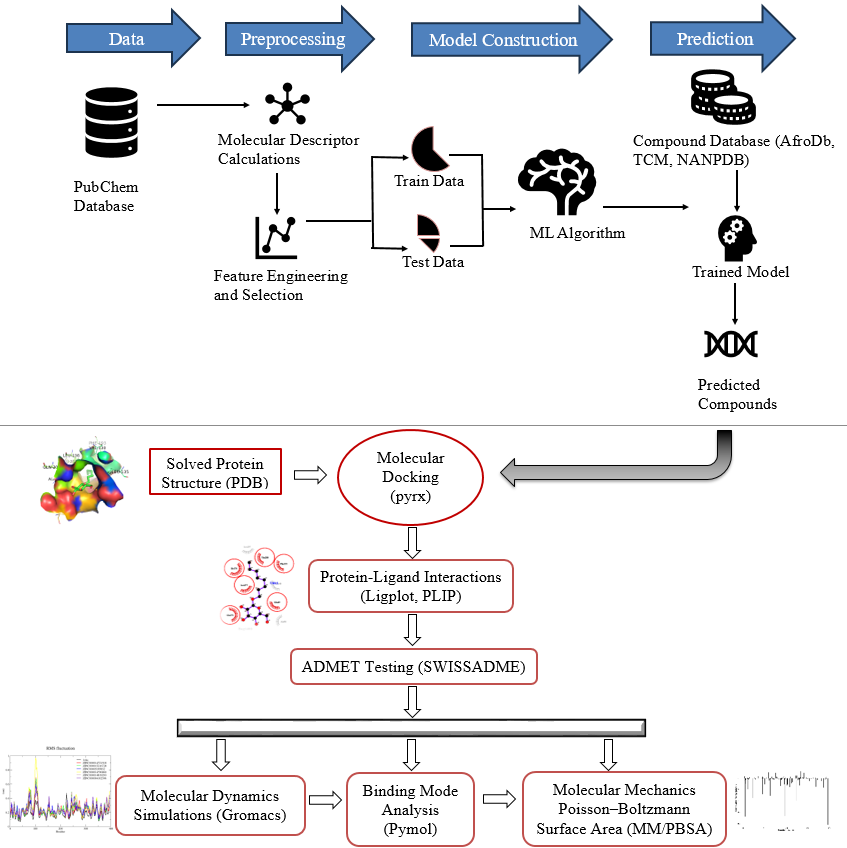 Data
Preprocessing
Model Construction
Prediction
PubChem
Database
Molecular Descriptor
Calculations
Feature Engineering
and Selection
Train Data
Test Data
ML Algorithm
Compound Database (AfroDb,
TCM, NANPDB)
Trained Model
Predicted
Compounds
Solved Protein
Structure (PDB)
Molecular
Docking
(pyrx)
Protein-Ligand Interactions
(Ligplot, PLIP)
ADMET Testing (SWISSADME)
RMS fluctuation
Molecular Dynamics
Simulations (Gromacs)
Binding Mode
Analysis
(Pymol)
Molecular Mechanics
Poisson–Boltzmann
Surface Area (MM/PBSA)